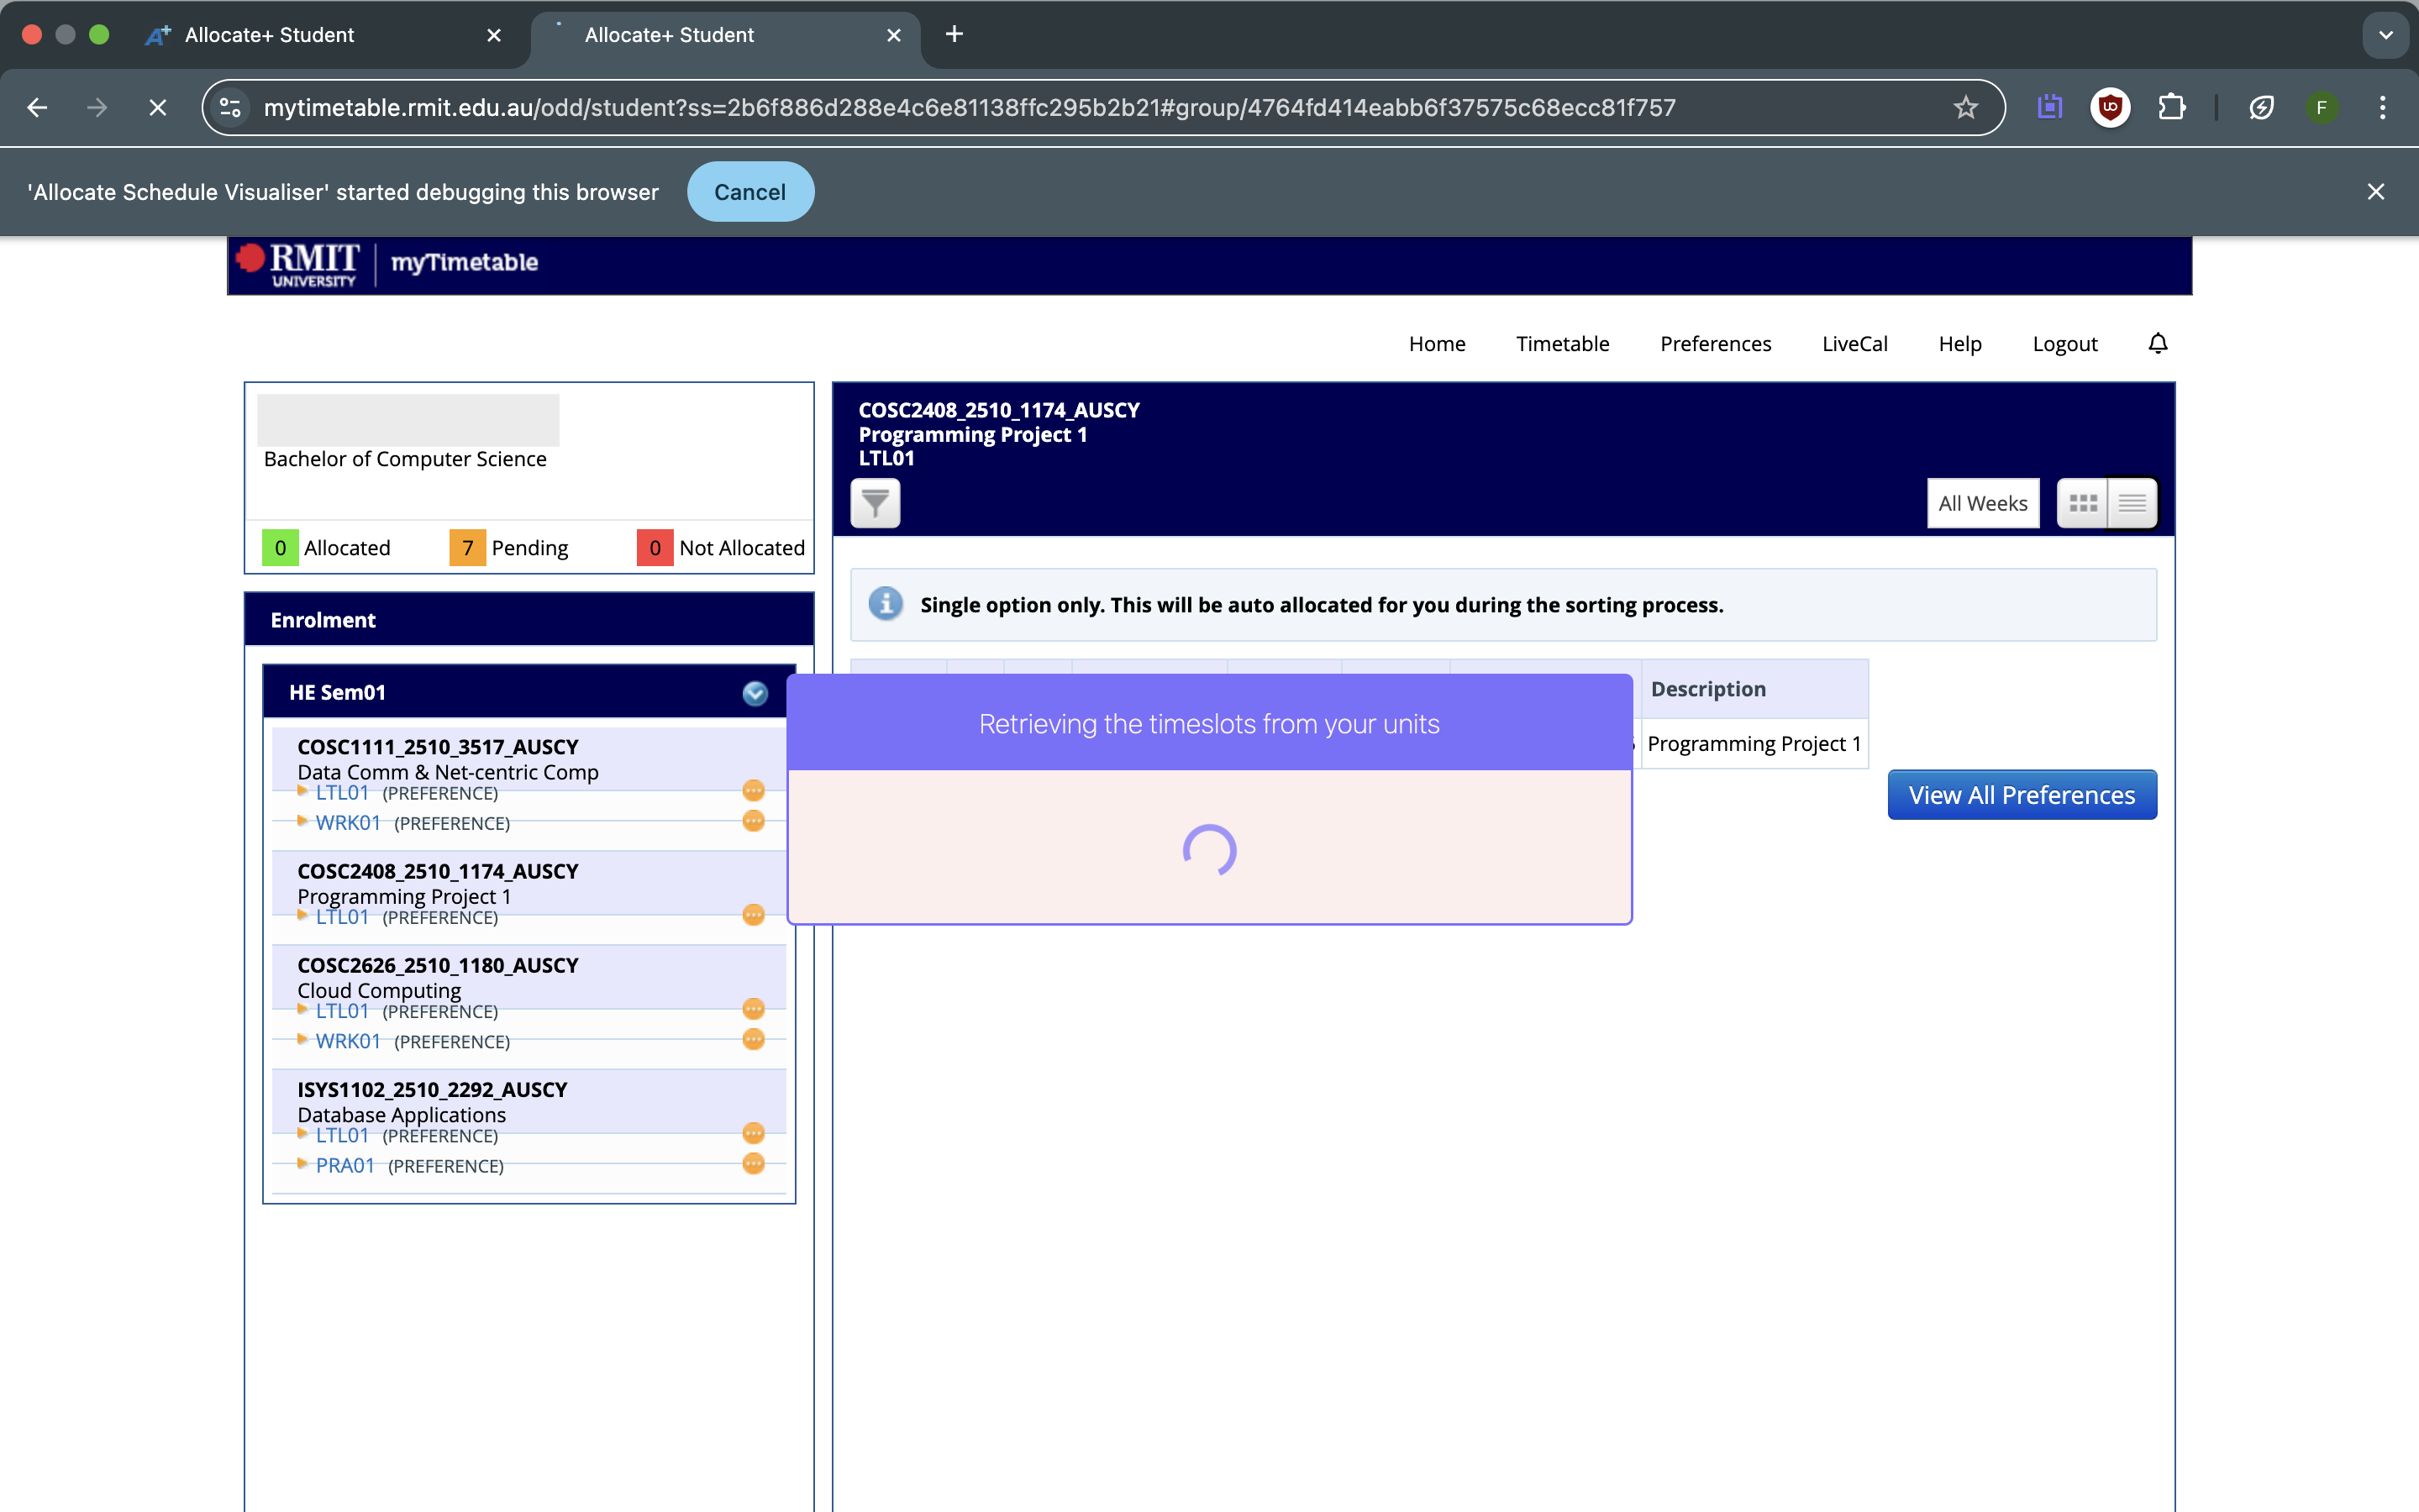 Allocate+ Student
Allocate+ Student
mytimetable.rmit.edu.au/odd/student?ss=2b6f886d288e4c6e81138ffc295b2b21#group/4764fd414eabb6f37575c68ecc81f757
F
'Allocate Schedule Visualiser' started debugging this browser
Cancel
RMIT
UNIVERSITY
myTimetable
Home
Timetable
Preferences
LiveCal
Help
Logout
Bachelor of Computer Science
0 Allocated
7 Pending
0 Not Allocated
Enrolment
HE Sem01
COSC1111_2510_3517_AUSCY
Data Comm & Net-centric Comp
LTL01 (PREFERENCE)
WRK01 (PREFERENCE)
COSC2408_2510_1174_AUSCY
Programming Project 1
LTL01 (PREFERENCE)
COSC2626_2510_1180_AUSCY
Cloud Computing
LTL01 (PREFERENCE)
WRK01 (PREFERENCE)
ISYS1102_2510_2292_AUSCY
Database Applications
LTL01 (PREFERENCE)
PRA01 (PREFERENCE)
COSC2408_2510_1174_AUSCY
Programming Project 1
LTL01
All Weeks
Single option only. This will be auto allocated for you during the sorting process.
Description
Programming Project 1
View All Preferences
Retrieving the timeslots from your units